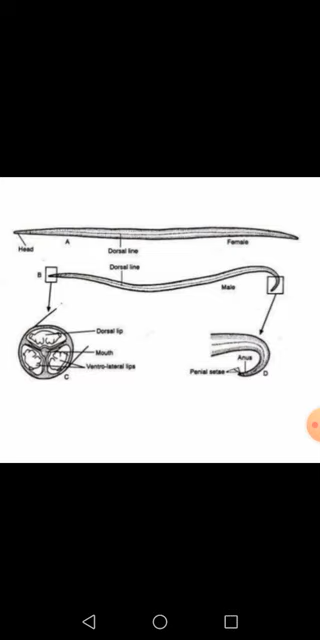 Head
A
Dorsal line
Female
Dorsal line
B
Male
Dorsal lip
Mouth
Ventro-lateral lips
C
Anus
Penial setae
D